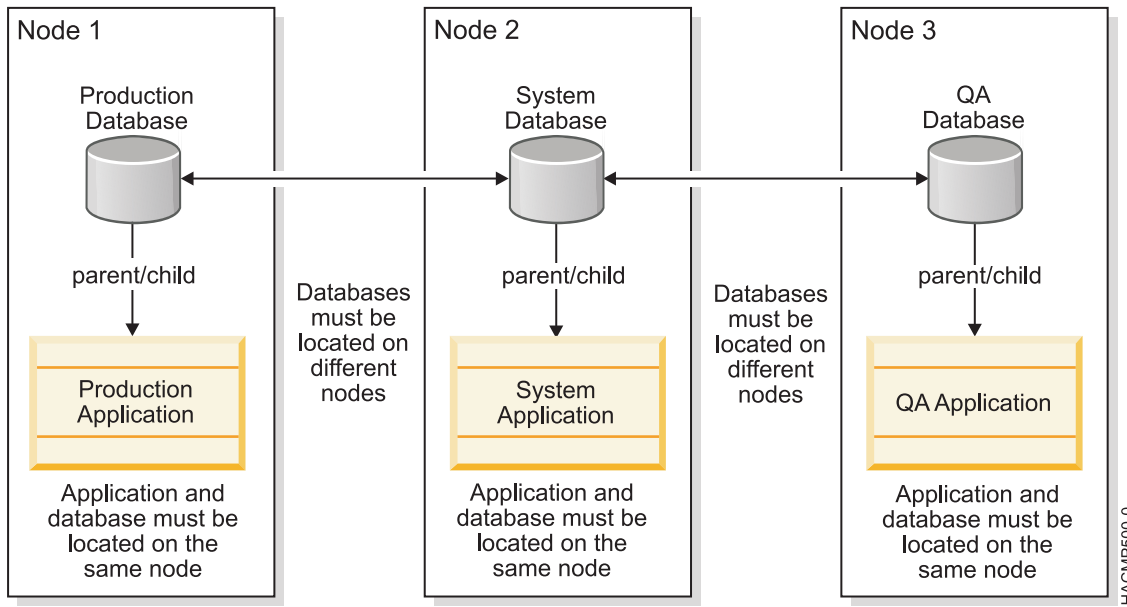 Node 1
Production
Database
parent/child
Production
Application
Application and
database must be
located on the
same node
Databases
must be
located on
different
nodes
Node 2
System
Database
parent/child
System
Application
Application and
database must be
located on the
same node
Databases
must be
located on
different
nodes
Node 3
QA
Database
parent/child
QA Application
Application and
database must be
located on the
same node